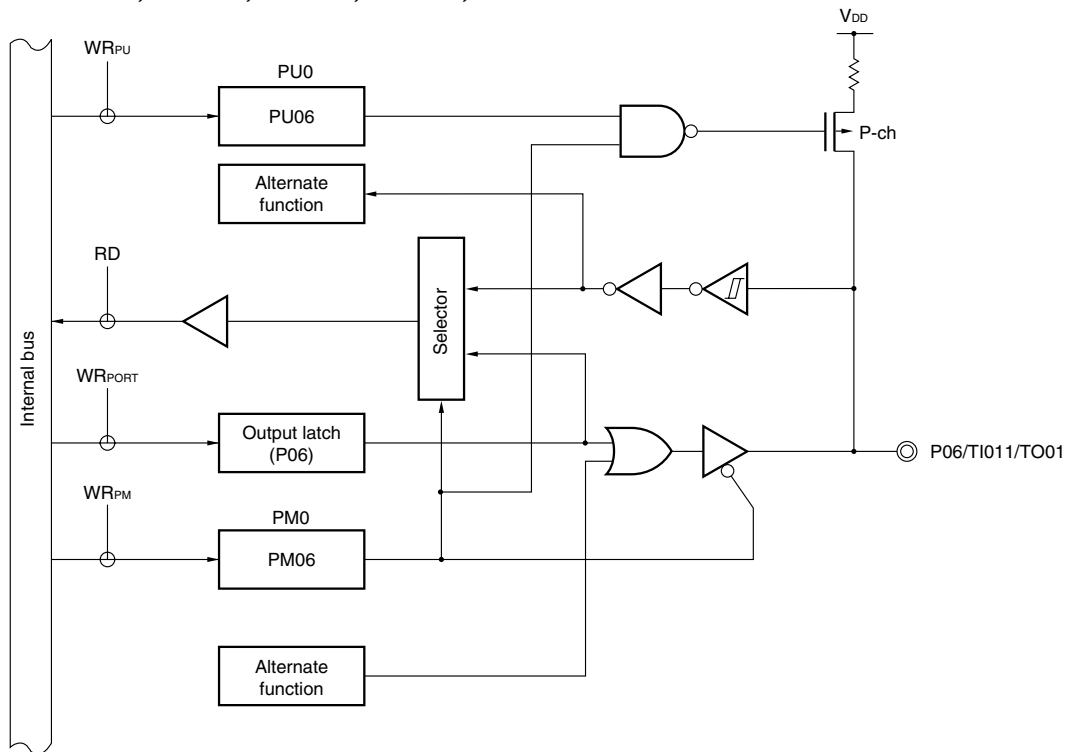 VDD
WRPU
PU0
PU06
P-ch
Alternate
function
RD
Selector
Internal bus
WRPORT
Output latch
(P06)
P06/TI011/TO01
WRPM
PM0
PM06
Alternate
function